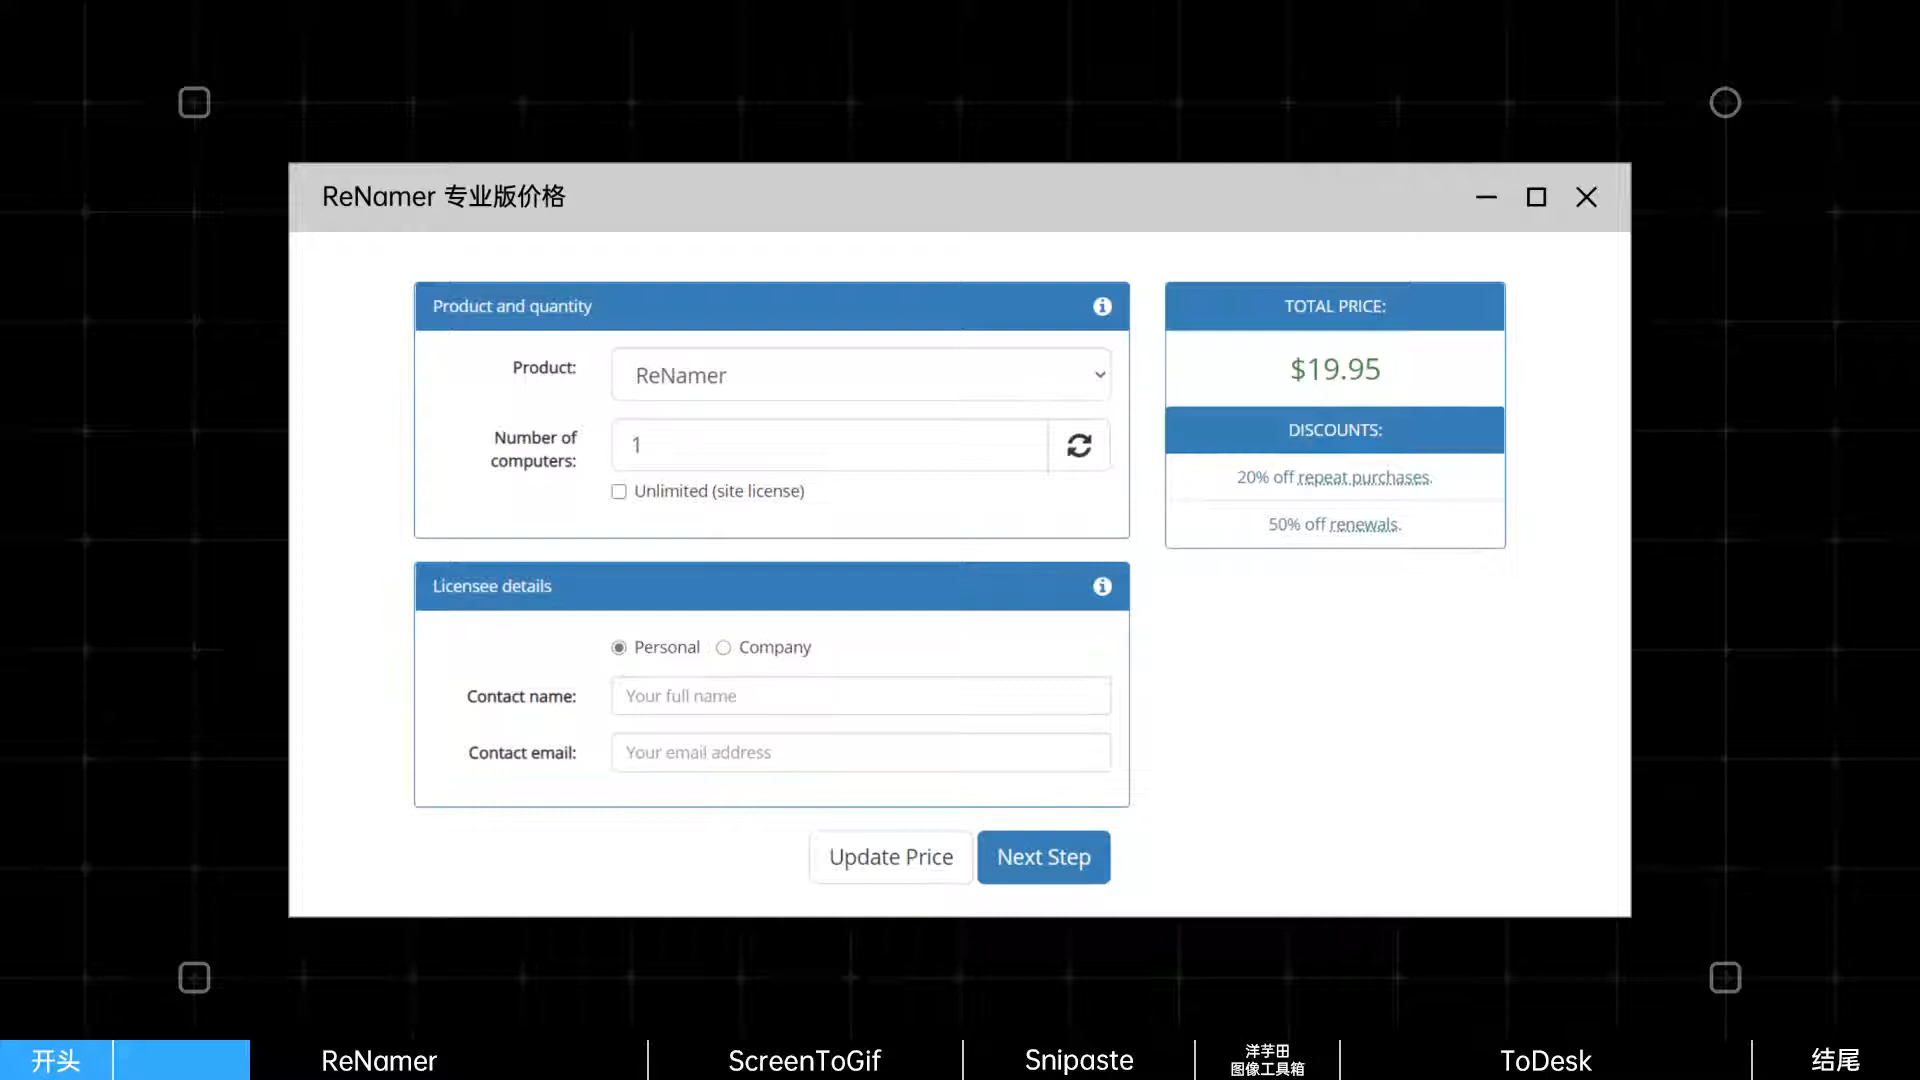 ReNamer 专业版价格
Product and quantity
Product:
ReNamer
Number of
computers:
1
Unlimited (site license)
TOTAL PRICE:
$19.95
DISCOUNTS:
20% off repeat purchases.
50% off renewals.
Licensee details
Personal
Company
Contact name:
Your full name
Contact email:
Your email address
Update Price
Next Step
开头
ReNamer
ScreenToGif
Snipaste
洋芋田
图像工具箱
ToDesk
结尾